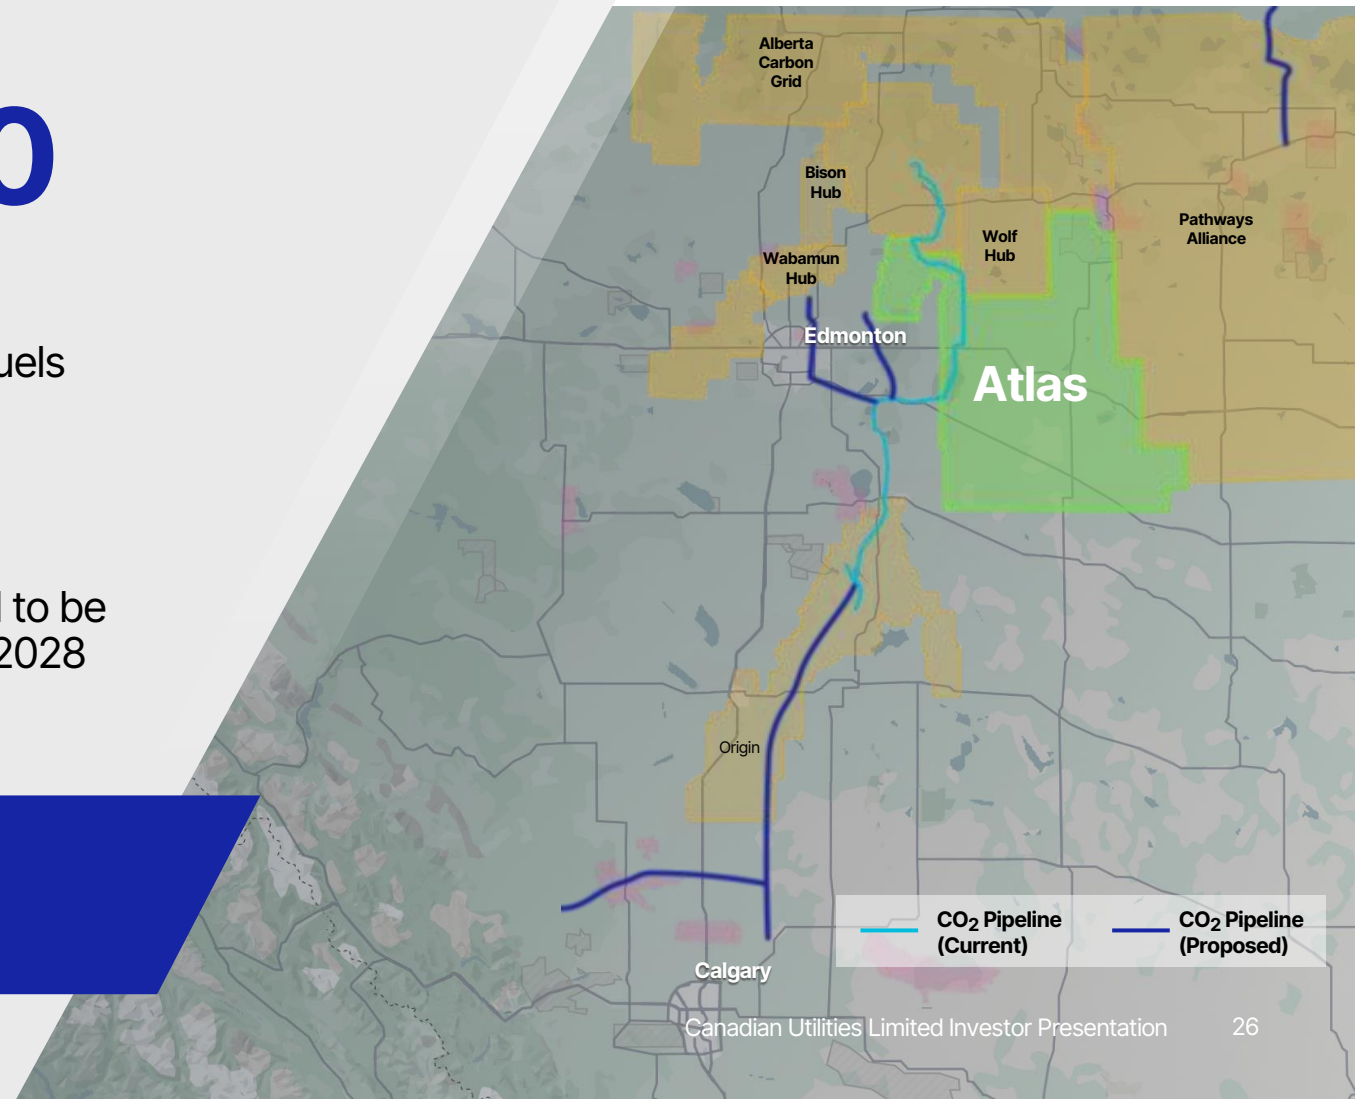 uels
to be
2028
Alberta
Carbon
Grid
Bison
Hub
Wabamun
Hub
Wolf
Hub
Pathways
Alliance
Edmonton
Atlas
Origin
Calgary
CO2 Pipeline
(Current)
CO2 Pipeline
(Proposed)
Canadian Utilities Limited Investor Presentation
26